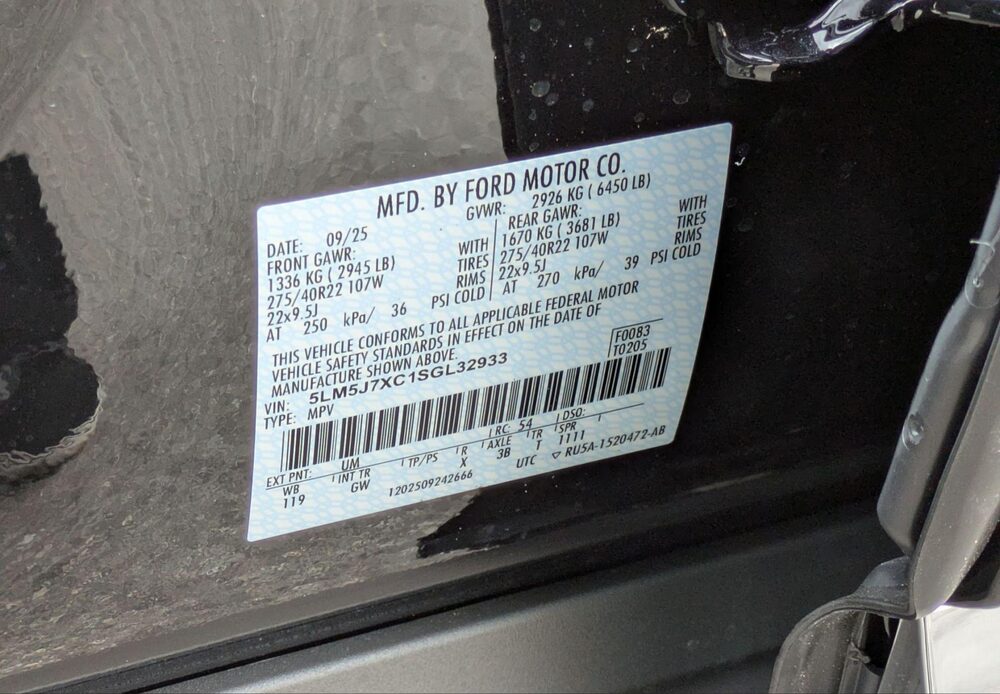 MFD. BY FORD MOTOR CO.
DATE: 09/25 GVWR: 2926 KG ( 6450 LB)
FRONT GAWR: REAR GAWR:
1336 KG ( 2945 LB) WITH 1670 KG ( 3681 LB) WITH
275/40R22 107W TIRES 275/40R22 107W TIRES
22x9.5J RIMS 22x9.5J RIMS
AT 250 kPa/ 36 PSI COLD AT 270 kPa/ 39 PSI COLD
THIS VEHICLE CONFORMS TO ALL APPLICABLE FEDERAL MOTOR
VEHICLE SAFETY STANDARDS IN EFFECT ON THE DATE OF
MANUFACTURE SHOWN ABOVE.
VIN: 5LM5J7XC1SGL32933 F0083
TYPE: MPV T0205
EXT PNT: UM RC: 54 DSO:
WB INT TR TP/PS R AXLE TR SPR
119 GW X 3B T 1111
1202509242666 UTC ▽ RU5A-1520472-AB